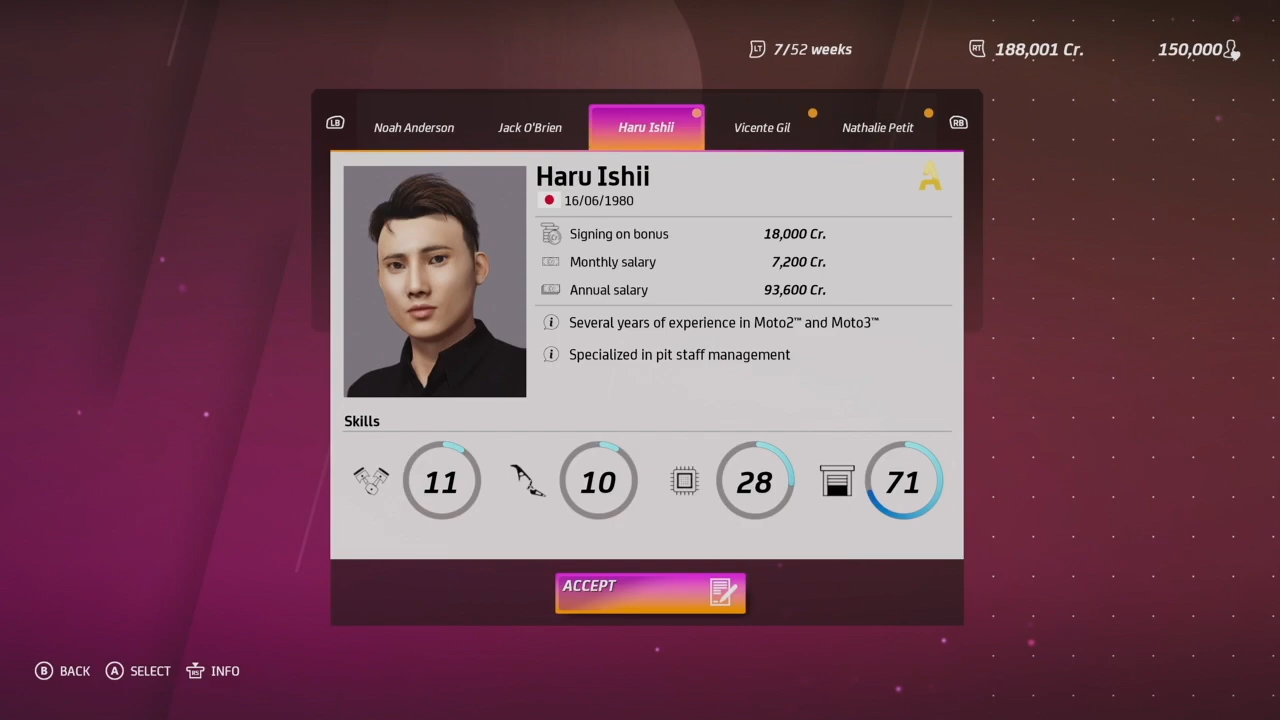 LT 7/52 weeks
RT 188,001 Cr.
150,000
LB Noah Anderson Jack O'Brien Haru Ishii Vicente Gil Nathalie Petit RB
Haru Ishii
A
16/06/1980
Signing on bonus 18,000 Cr.
Monthly salary 7,200 Cr.
Annual salary 93,600 Cr.
Several years of experience in Moto2™ and Moto3™
Specialized in pit staff management
Skills
11 10 28 71
ACCEPT
B BACK A SELECT RS INFO